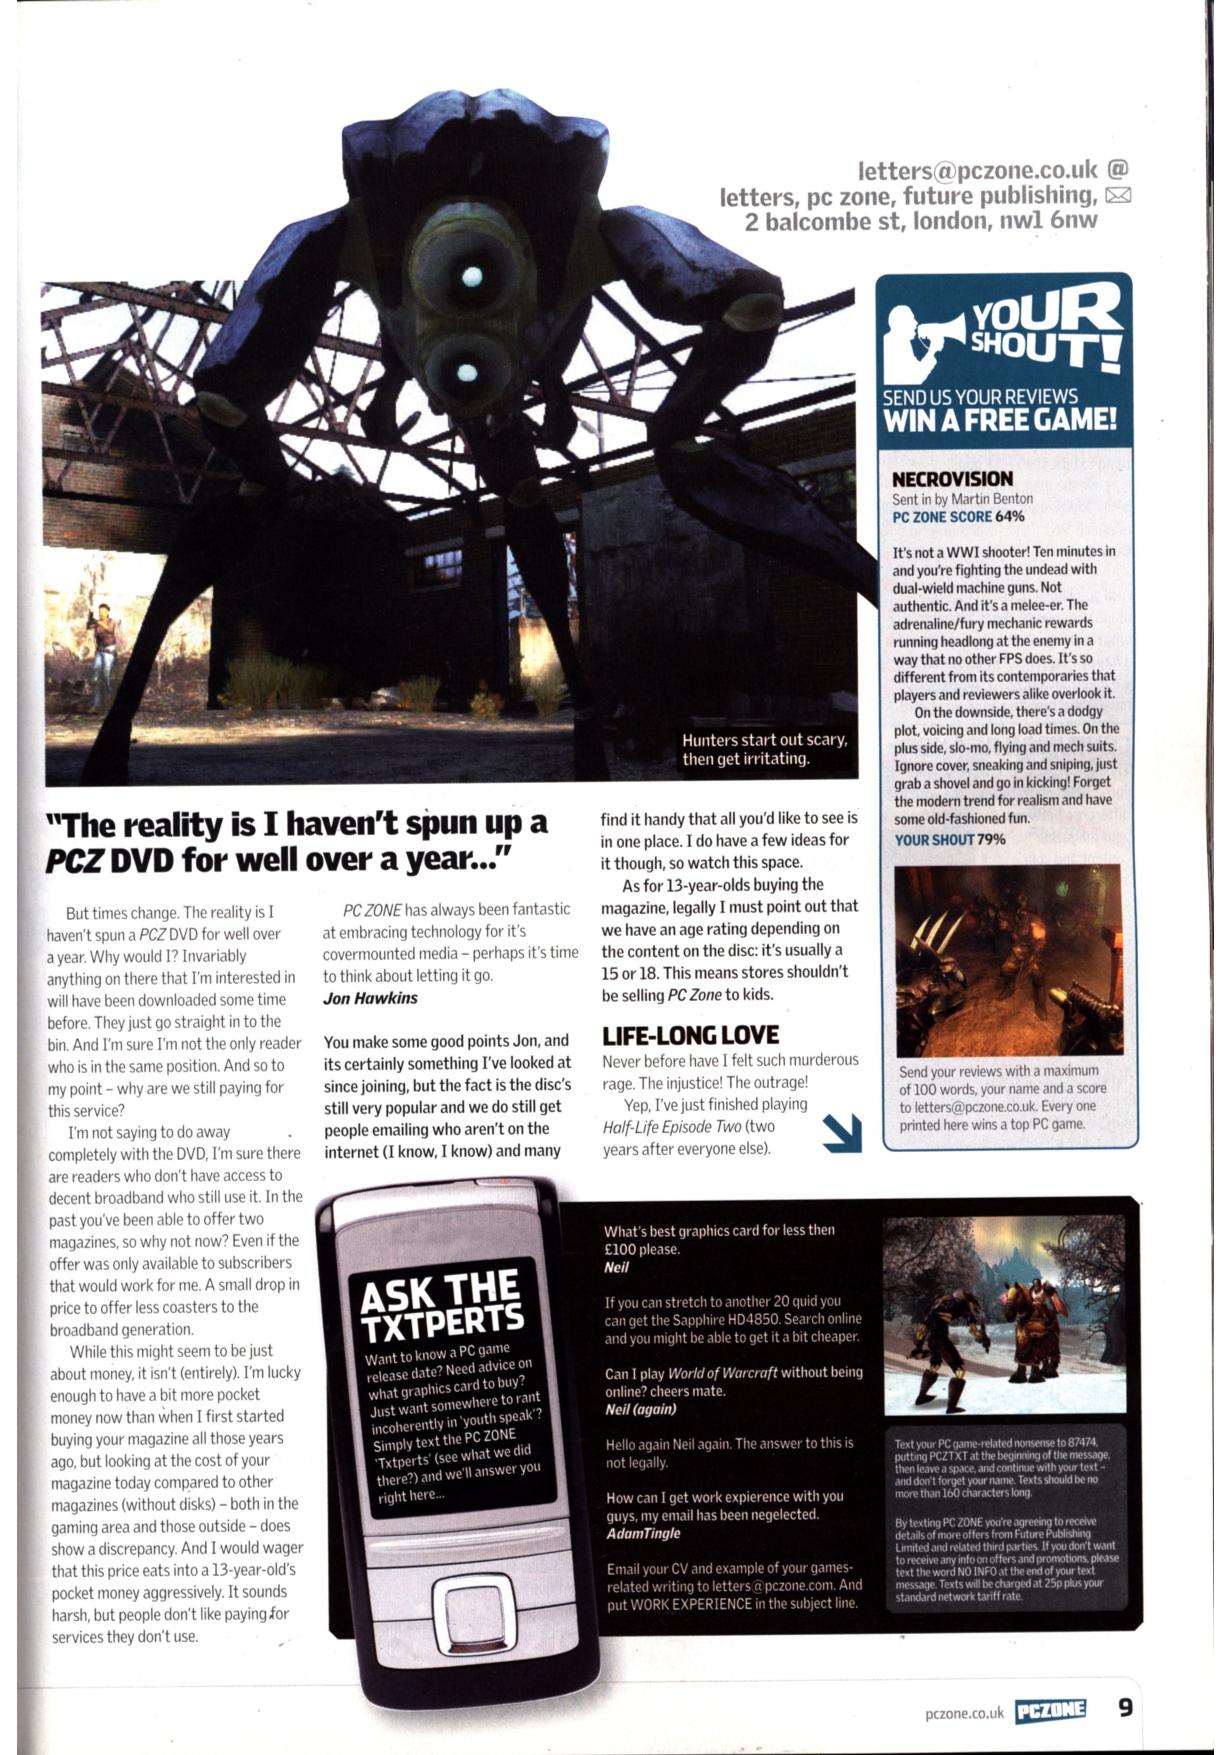 letters@pczone.co.uk @
letters, pc zone, future publishing,
2 balcombe st, london, nw1 6nw
Hunters start out scary,
then get irritating.
"The reality is I haven't spun up a
PCZ DVD for well over a year..."
But times change. The reality is I
haven't spun a PCZ DVD for well over
a year. Why would I? Invariably
anything on there that I'm interested in
will have been downloaded some time
before. They just go straight in to the
bin. And I'm sure I'm not the only reader
who is in the same position. And so to
my point – why are we still paying for
this service?
I'm not saying to do away
completely with the DVD, I'm sure there
are readers who don't have access to
decent broadband who still use it. In the
past you've been able to offer two
magazines, so why not now? Even if the
offer was only available to subscribers
that would work for me. A small drop in
price to offer less coasters to the
broadband generation.
While this might seem to be just
about money, it isn't (entirely). I'm lucky
enough to have a bit more pocket
money now than when I first started
buying your magazine all those years
ago, but looking at the cost of your
magazine today compared to other
magazines (without disks) – both in the
gaming area and those outside – does
show a discrepancy. And I would wager
that this price eats into a 13-year-old's
pocket money aggressively. It sounds
harsh, but people don't like paying for
services they don't use.
PC ZONE has always been fantastic
at embracing technology for it's
covermounted media – perhaps it's time
to think about letting it go.
Jon Hawkins
You make some good points Jon, and
its certainly something I've looked at
since joining, but the fact is the disc's
still very popular and we do still get
people emailing who aren't on the
internet (I know, I know) and many
find it handy that all you'd like to see is
in one place. I do have a few ideas for
it though, so watch this space.
As for 13-year-olds buying the
magazine, legally I must point out that
we have an age rating depending on
the content on the disc: it's usually a
15 or 18. This means stores shouldn't
be selling PC Zone to kids.
LIFE-LONG LOVE
Never before have I felt such murderous
rage. The injustice! The outrage!
Yep, I've just finished playing
Half-Life Episode Two (two
years after everyone else).
YOUR
SHOUT!
SEND US YOUR REVIEWS
WIN A FREE GAME!
NECROVISION
Sent in by Martin Benton
PC ZONE SCORE 64%
It's not a WWI shooter! Ten minutes in
and you're fighting the undead with
dual-wield machine guns. Not
authentic. And it's a melee-er. The
adrenaline/fury mechanic rewards
running headlong at the enemy in a
way that no other FPS does. It's so
different from its contemporaries that
players and reviewers alike overlook it.
On the downside, there's a dodgy
plot, voicing and long load times. On the
plus side, slo-mo, flying and mech suits.
Ignore cover, sneaking and sniping, just
grab a shovel and go in kicking! Forget
the modern trend for realism and have
some old-fashioned fun.
YOUR SHOUT 79%
Send your reviews with a maximum
of 100 words, your name and a score
to letters@pczone.co.uk. Every one
printed here wins a top PC game.
ASK THE
TXTPERTS
Want to know a PC game
release date? Need advice on
what graphics card to buy?
Just want somewhere to rant
incoherently in 'youth speak'?
Simply text the PC ZONE
'Txtperts' (see what we did
there?) and we'll answer you
right here...
What's best graphics card for less then
£100 please.
Neil
If you can stretch to another 20 quid you
can get the Sapphire HD4850. Search online
and you might be able to get it a bit cheaper.
Can I play World of Warcraft without being
online? cheers mate.
Neil (again)
Hello again Neil again. The answer to this is
not legally.
How can I get work expierence with you
guys, my email has been negelected.
AdamTingle
Email your CV and example of your games-
related writing to letters@pczone.com. And
put WORK EXPERIENCE in the subject line.
Text your PC game-related nonsense to 87474,
putting PCZTXT at the beginning of the message,
then leave a space, and continue with your text –
and don't forget your name. Texts should be no
more than 160 characters long.
By texting PC ZONE you're agreeing to receive
details of more offers from Future Publishing
Limited and related third parties. If you don't want
to receive any info on offers and promotions, please
text the word NO INFO at the end of your text
message. Texts will be charged at 25p plus your
standard network tariff rate.
pczone.co.uk PCZONE 9